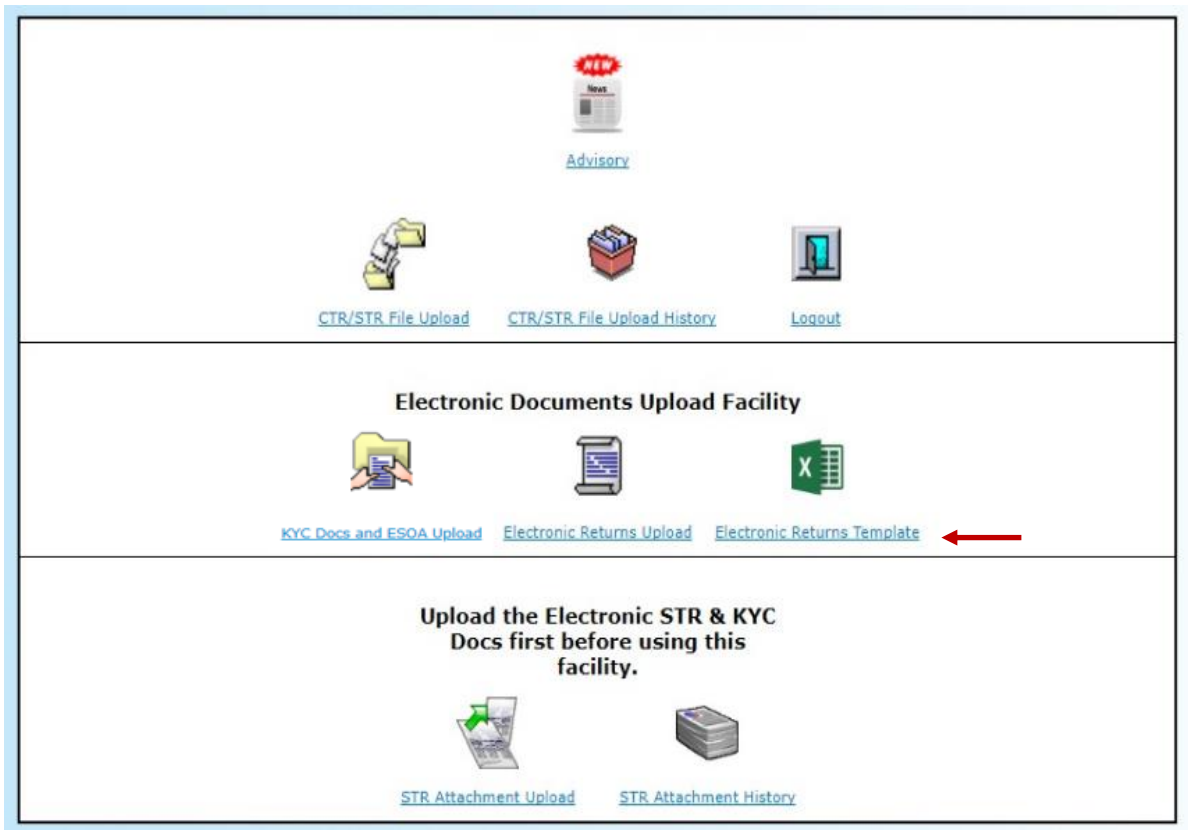 NEW
News
Advisory
CTR/STR File Upload CTR/STR File Upload History Logout
Electronic Documents Upload Facility
X
KYC Docs and ESOA Upload Electronic Returns Upload Electronic Returns Template
Upload the Electronic STR & KYC
Docs first before using this
facility.
STR Attachment Upload STR Attachment History